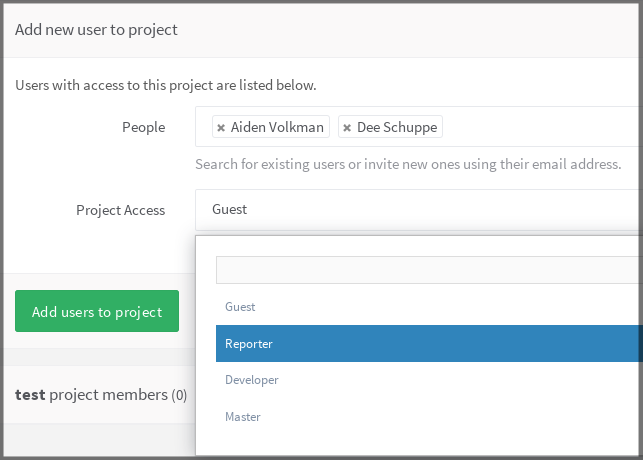 Add new user to project
Users with access to this project are listed below.
People
✖ Aiden Volkman ✖ Dee Schuppe
Search for existing users or invite new ones using their email address.
Project Access
Guest
Guest
Add users to project
Reporter
Developer
test project members (0)
Master